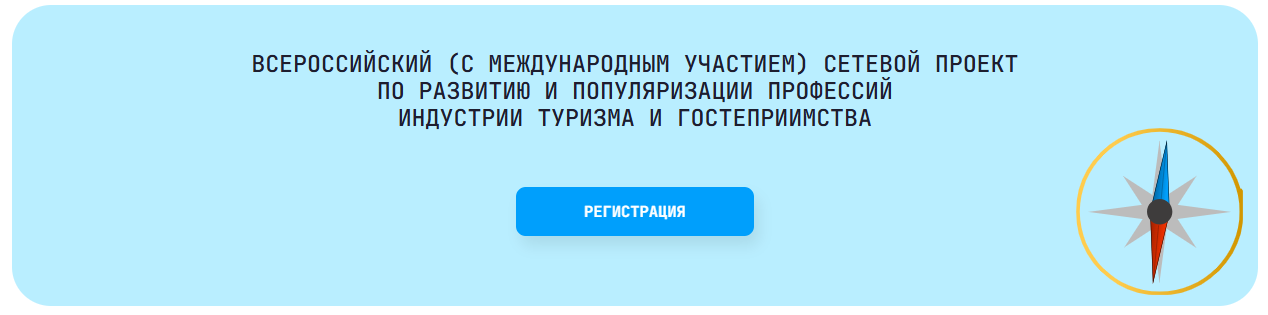 ВСЕРОССИЙСКИЙ (С МЕЖДУНАРОДНЫМ УЧАСТИЕМ) СЕТЕВОЙ ПРОЕКТ
ПО РАЗВИТИЮ И ПОПУЛЯРИЗАЦИИ ПРОФЕССИЙ
ИНДУСТРИИ ТУРИЗМА И ГОСТЕПРИИМСТВА
РЕГИСТРАЦИЯ